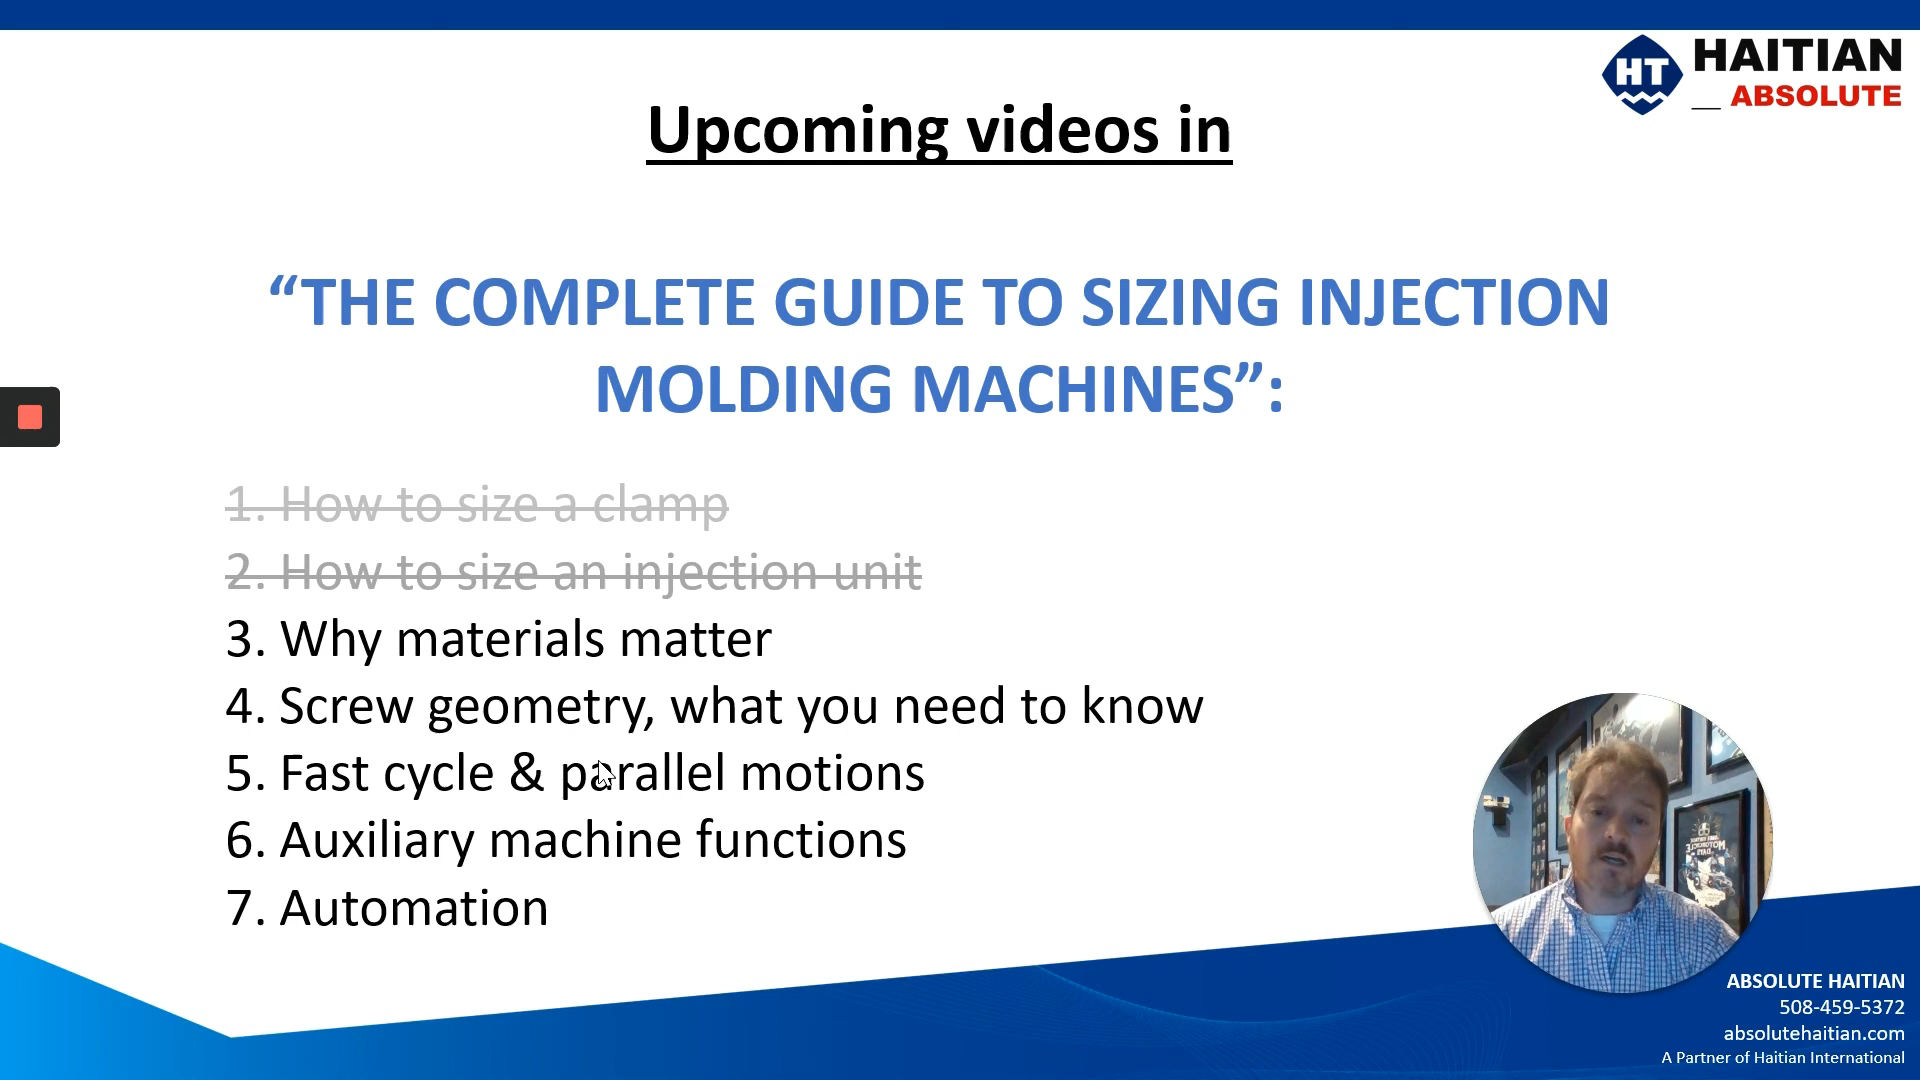 HT
HAITIAN
ABSOLUTE
Upcoming videos in
“THE COMPLETE GUIDE TO SIZING INJECTION
MOLDING MACHINES”:
1. How to size a clamp
2. How to size an injection unit
3. Why materials matter
4. Screw geometry, what you need to know
5. Fast cycle & parallel motions
6. Auxiliary machine functions
7. Automation
ABSOLUTE HAITIAN
508-459-5372
absolutehaitian.com
A Partner of Haitian International